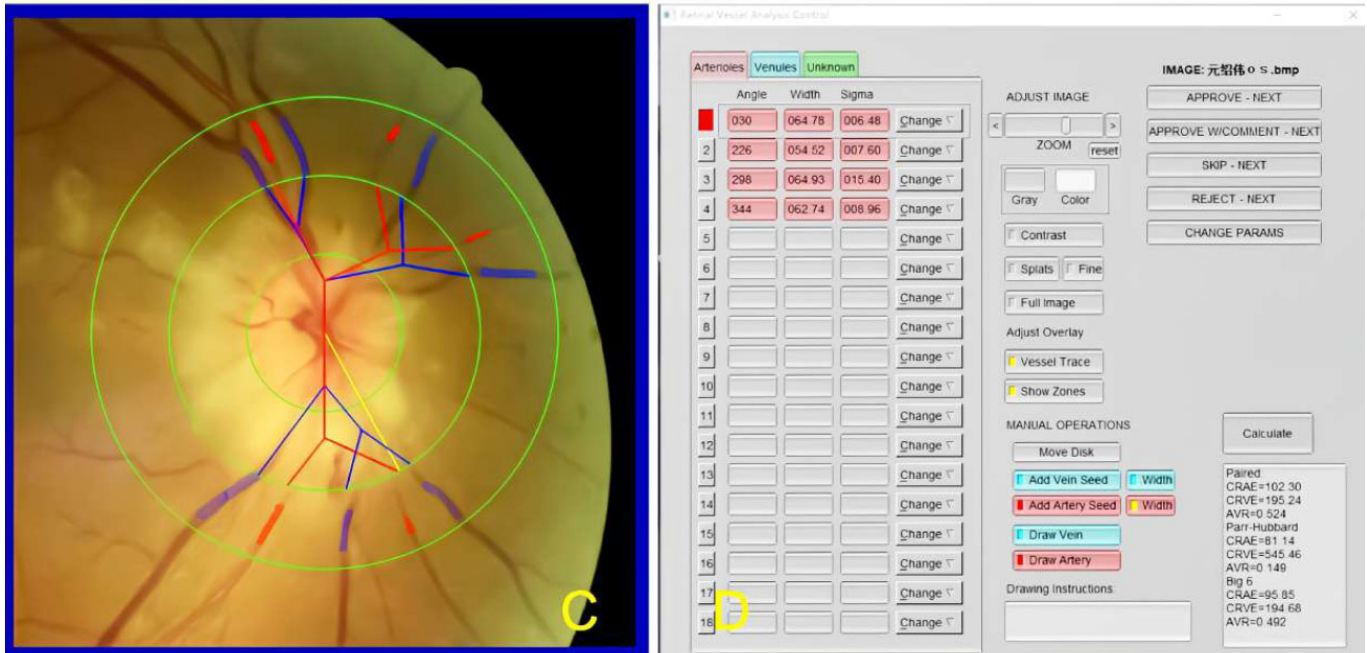 C
Retinal Vessel Analysis Control
Arterioles Venules Unknown
Angle Width Sigma
030 064.78 006.48 Change
2 226 054.52 007.60 Change
3 298 064.93 015.40 Change
4 344 062.74 008.96 Change
5 Change
6 Change
7 Change
8 Change
9 Change
10 Change
11 Change
12 Change
13 Change
14 Change
15 Change
16 Change
17 Change
18 Change
D
ADJUST IMAGE
< >
ZOOM reset
Gray Color
Contrast
Splats Fine
Full Image
Adjust Overlay
Vessel Trace
Show Zones
MANUAL OPERATIONS
Move Disk
Add Vein Seed Width
Add Artery Seed Width
Draw Vein
Draw Artery
Drawing Instructions:
IMAGE: 元绍伟os.bmp
APPROVE - NEXT
APPROVE W/COMMENT - NEXT
SKIP - NEXT
REJECT - NEXT
CHANGE PARAMS
Calculate
Paired
CRAE=102.30
CRVE=195.24
AVR=0 524
Parr-Hubbard
CRAE=81 14
CRVE=545.46
AVR=0 149
Big 6
CRAE=95.85
CRVE=194 68
AVR=0 492